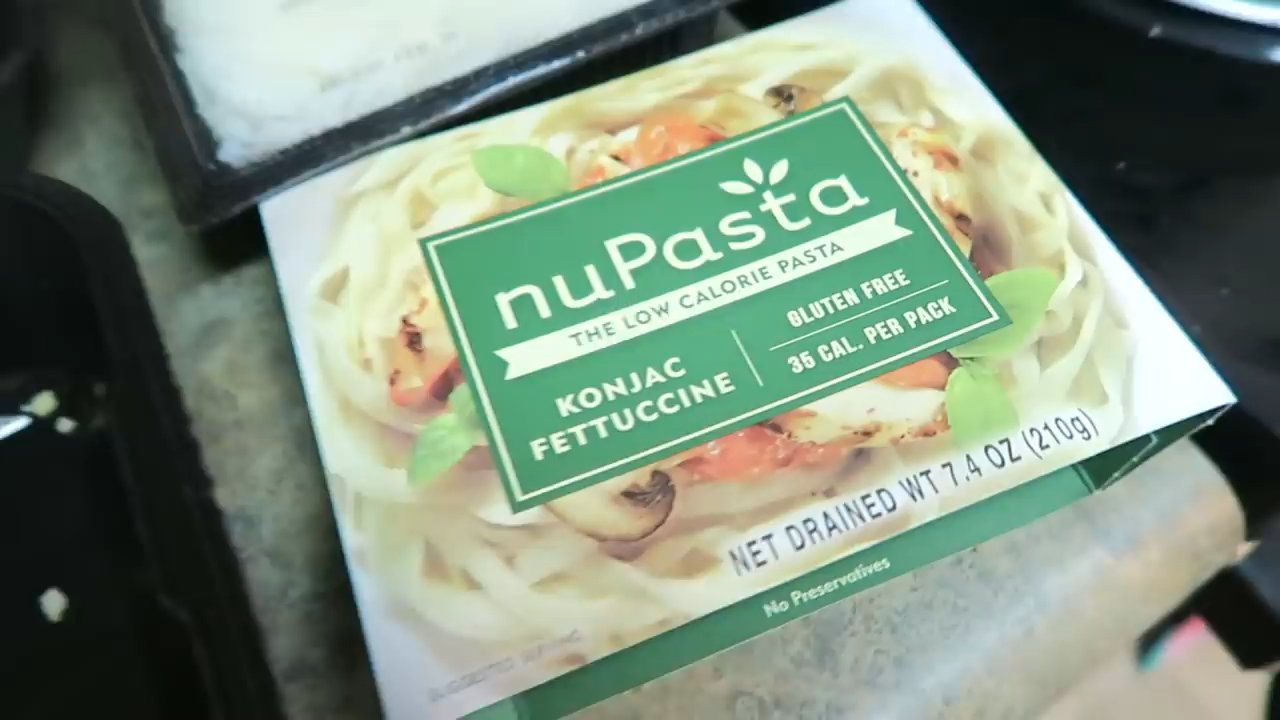 nuPasta
THE LOW CALORIE PASTA
KONJAC
FETTUCCINE
GLUTEN FREE
35 CAL. PER PACK
NET DRAINED WT 7.4 OZ (210g)
No Preservatives